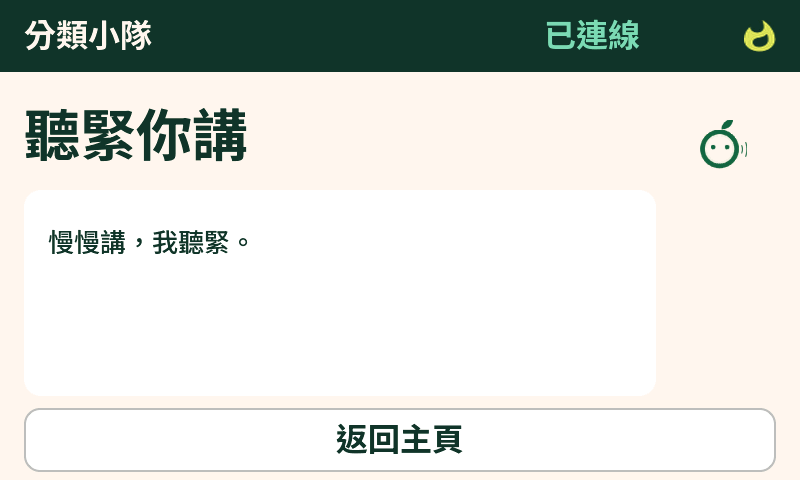 分類小隊
已連線
聽緊你講
慢慢講，我聽緊。
返回主頁